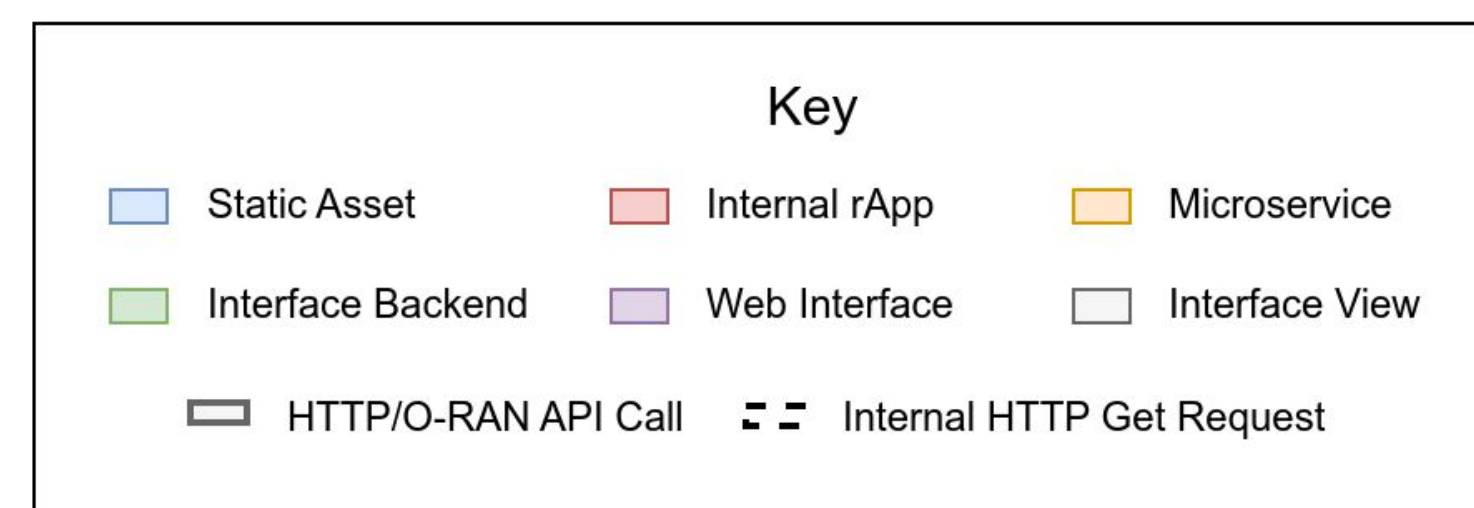 Key
Static Asset Internal rApp Microservice
Interface Backend Web Interface Interface View
HTTP/O-RAN API Call Internal HTTP Get Request